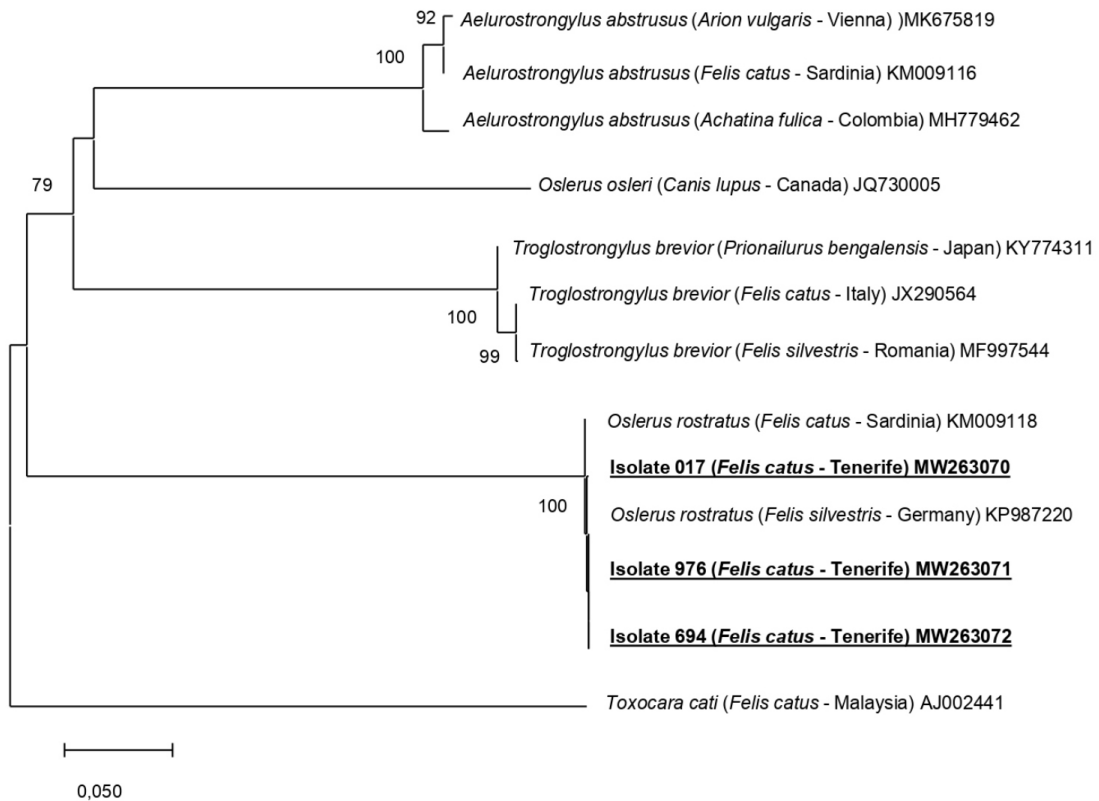 92
Aelurostrongylus abstrusus (Arion vulgaris - Vienna) )MK675819
100
Aelurostrongylus abstrusus (Felis catus - Sardinia) KM009116
Aelurostrongylus abstrusus (Achatina fulica - Colombia) MH779462
79
Oslerus osleri (Canis lupus - Canada) JQ730005
Troglostrongylus brevior (Prionailurus bengalensis - Japan) KY774311
Troglostrongylus brevior (Felis catus - Italy) JX290564
100
99
Troglostrongylus brevior (Felis silvestris - Romania) MF997544
Oslerus rostratus (Felis catus - Sardinia) KM009118
Isolate 017 (Felis catus - Tenerife) MW263070
100
Oslerus rostratus (Felis silvestris - Germany) KP987220
Isolate 976 (Felis catus - Tenerife) MW263071
Isolate 694 (Felis catus - Tenerife) MW263072
Toxocara cati (Felis catus - Malaysia) AJ002441
0,050